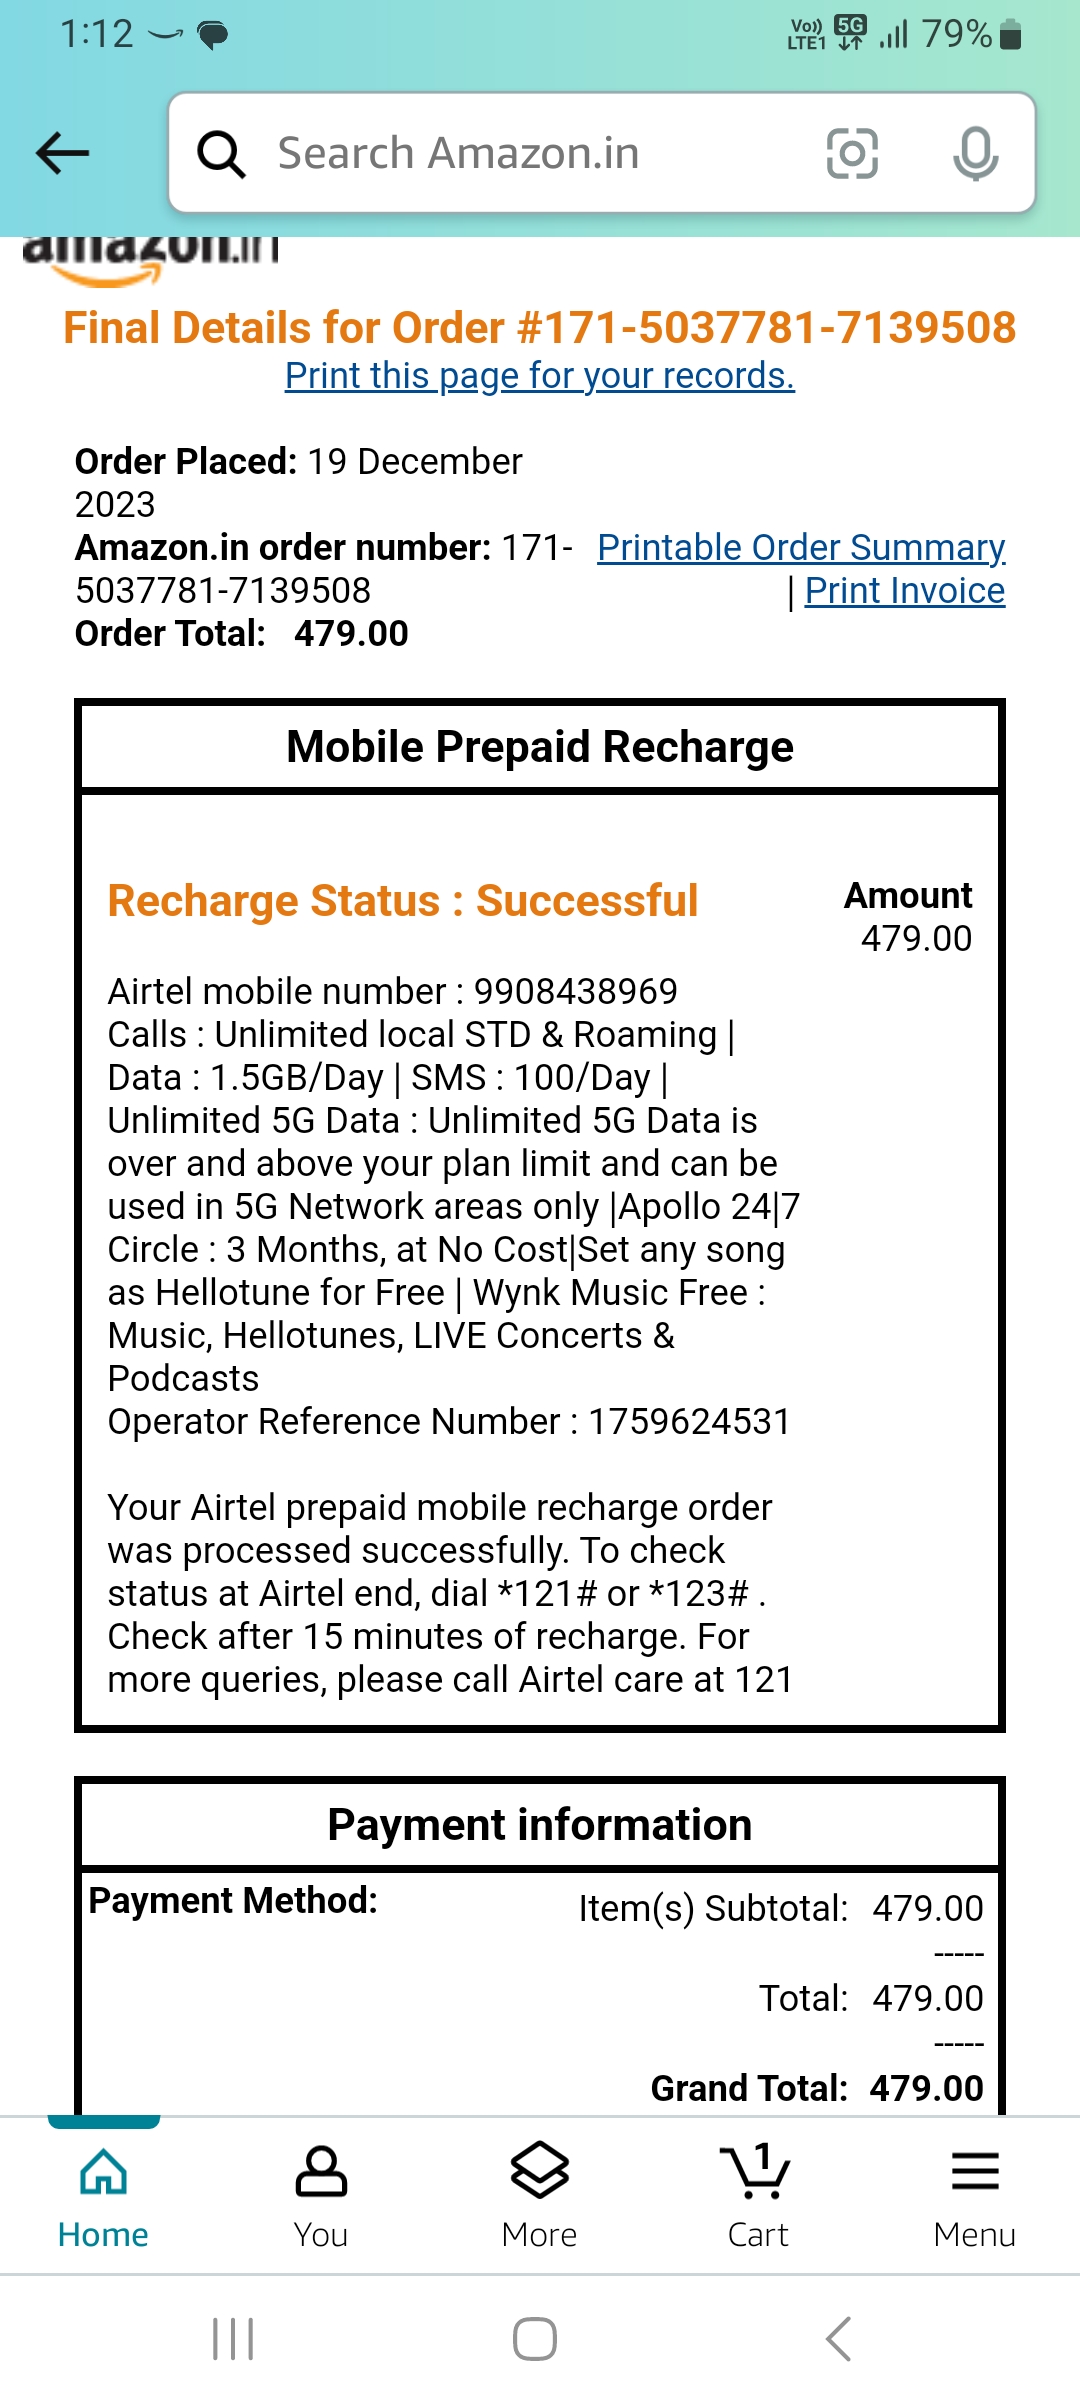 1:12 Vo)) LTE1 5G 79%
Search Amazon.in
amazon.in
Final Details for Order #171-5037781-7139508
Print this page for your records.
Order Placed: 19 December
2023
Amazon.in order number: 171-
5037781-7139508
Order Total: 479.00
Printable Order Summary
| Print Invoice
Mobile Prepaid Recharge
Recharge Status : Successful
Amount
479.00
Airtel mobile number : 9908438969
Calls : Unlimited local STD & Roaming |
Data : 1.5GB/Day | SMS : 100/Day |
Unlimited 5G Data : Unlimited 5G Data is
over and above your plan limit and can be
used in 5G Network areas only |Apollo 24|7
Circle : 3 Months, at No Cost|Set any song
as Hellotune for Free | Wynk Music Free :
Music, Hellotunes, LIVE Concerts &
Podcasts
Operator Reference Number : 1759624531
Your Airtel prepaid mobile recharge order
was processed successfully. To check
status at Airtel end, dial *121# or *123# .
Check after 15 minutes of recharge. For
more queries, please call Airtel care at 121
Payment information
Payment Method:
Item(s) Subtotal: 479.00
-----
Total: 479.00
-----
Grand Total: 479.00
1
Home You More Cart Menu